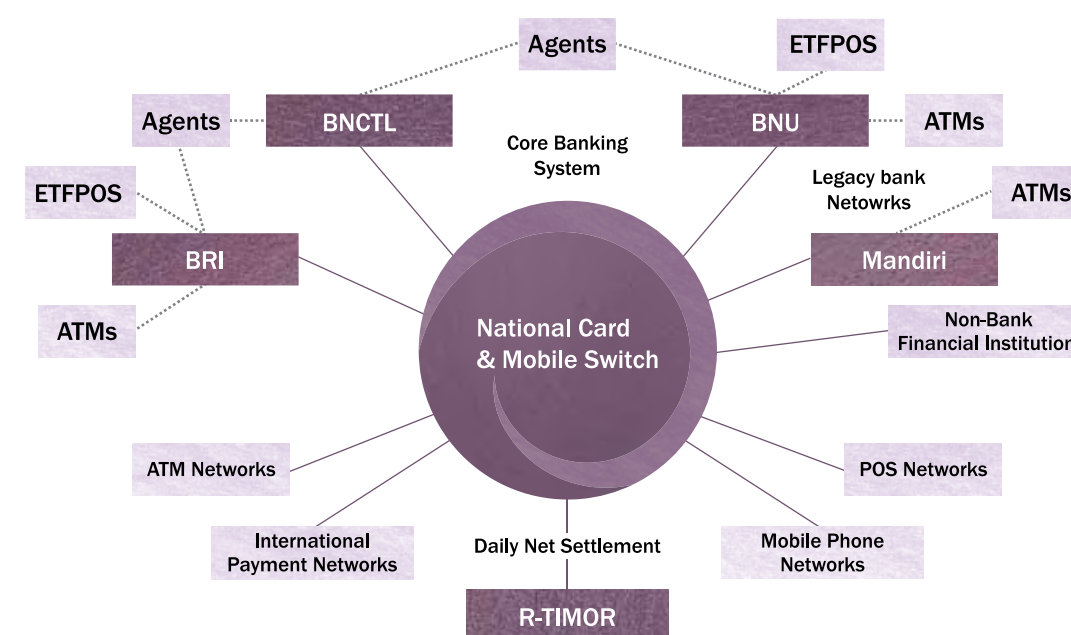 Agents
ETFPOS
Agents
BNCTL
BNU
ATMs
Core Banking
System
Legacy bank
Netowrks
ETFPOS
ATMs
BRI
Mandiri
ATMs
National Card
& Mobile Switch
Non-Bank
Financial Institution
ATM Networks
POS Networks
International
Payment Networks
Daily Net Settlement
Mobile Phone
Networks
R-TIMOR